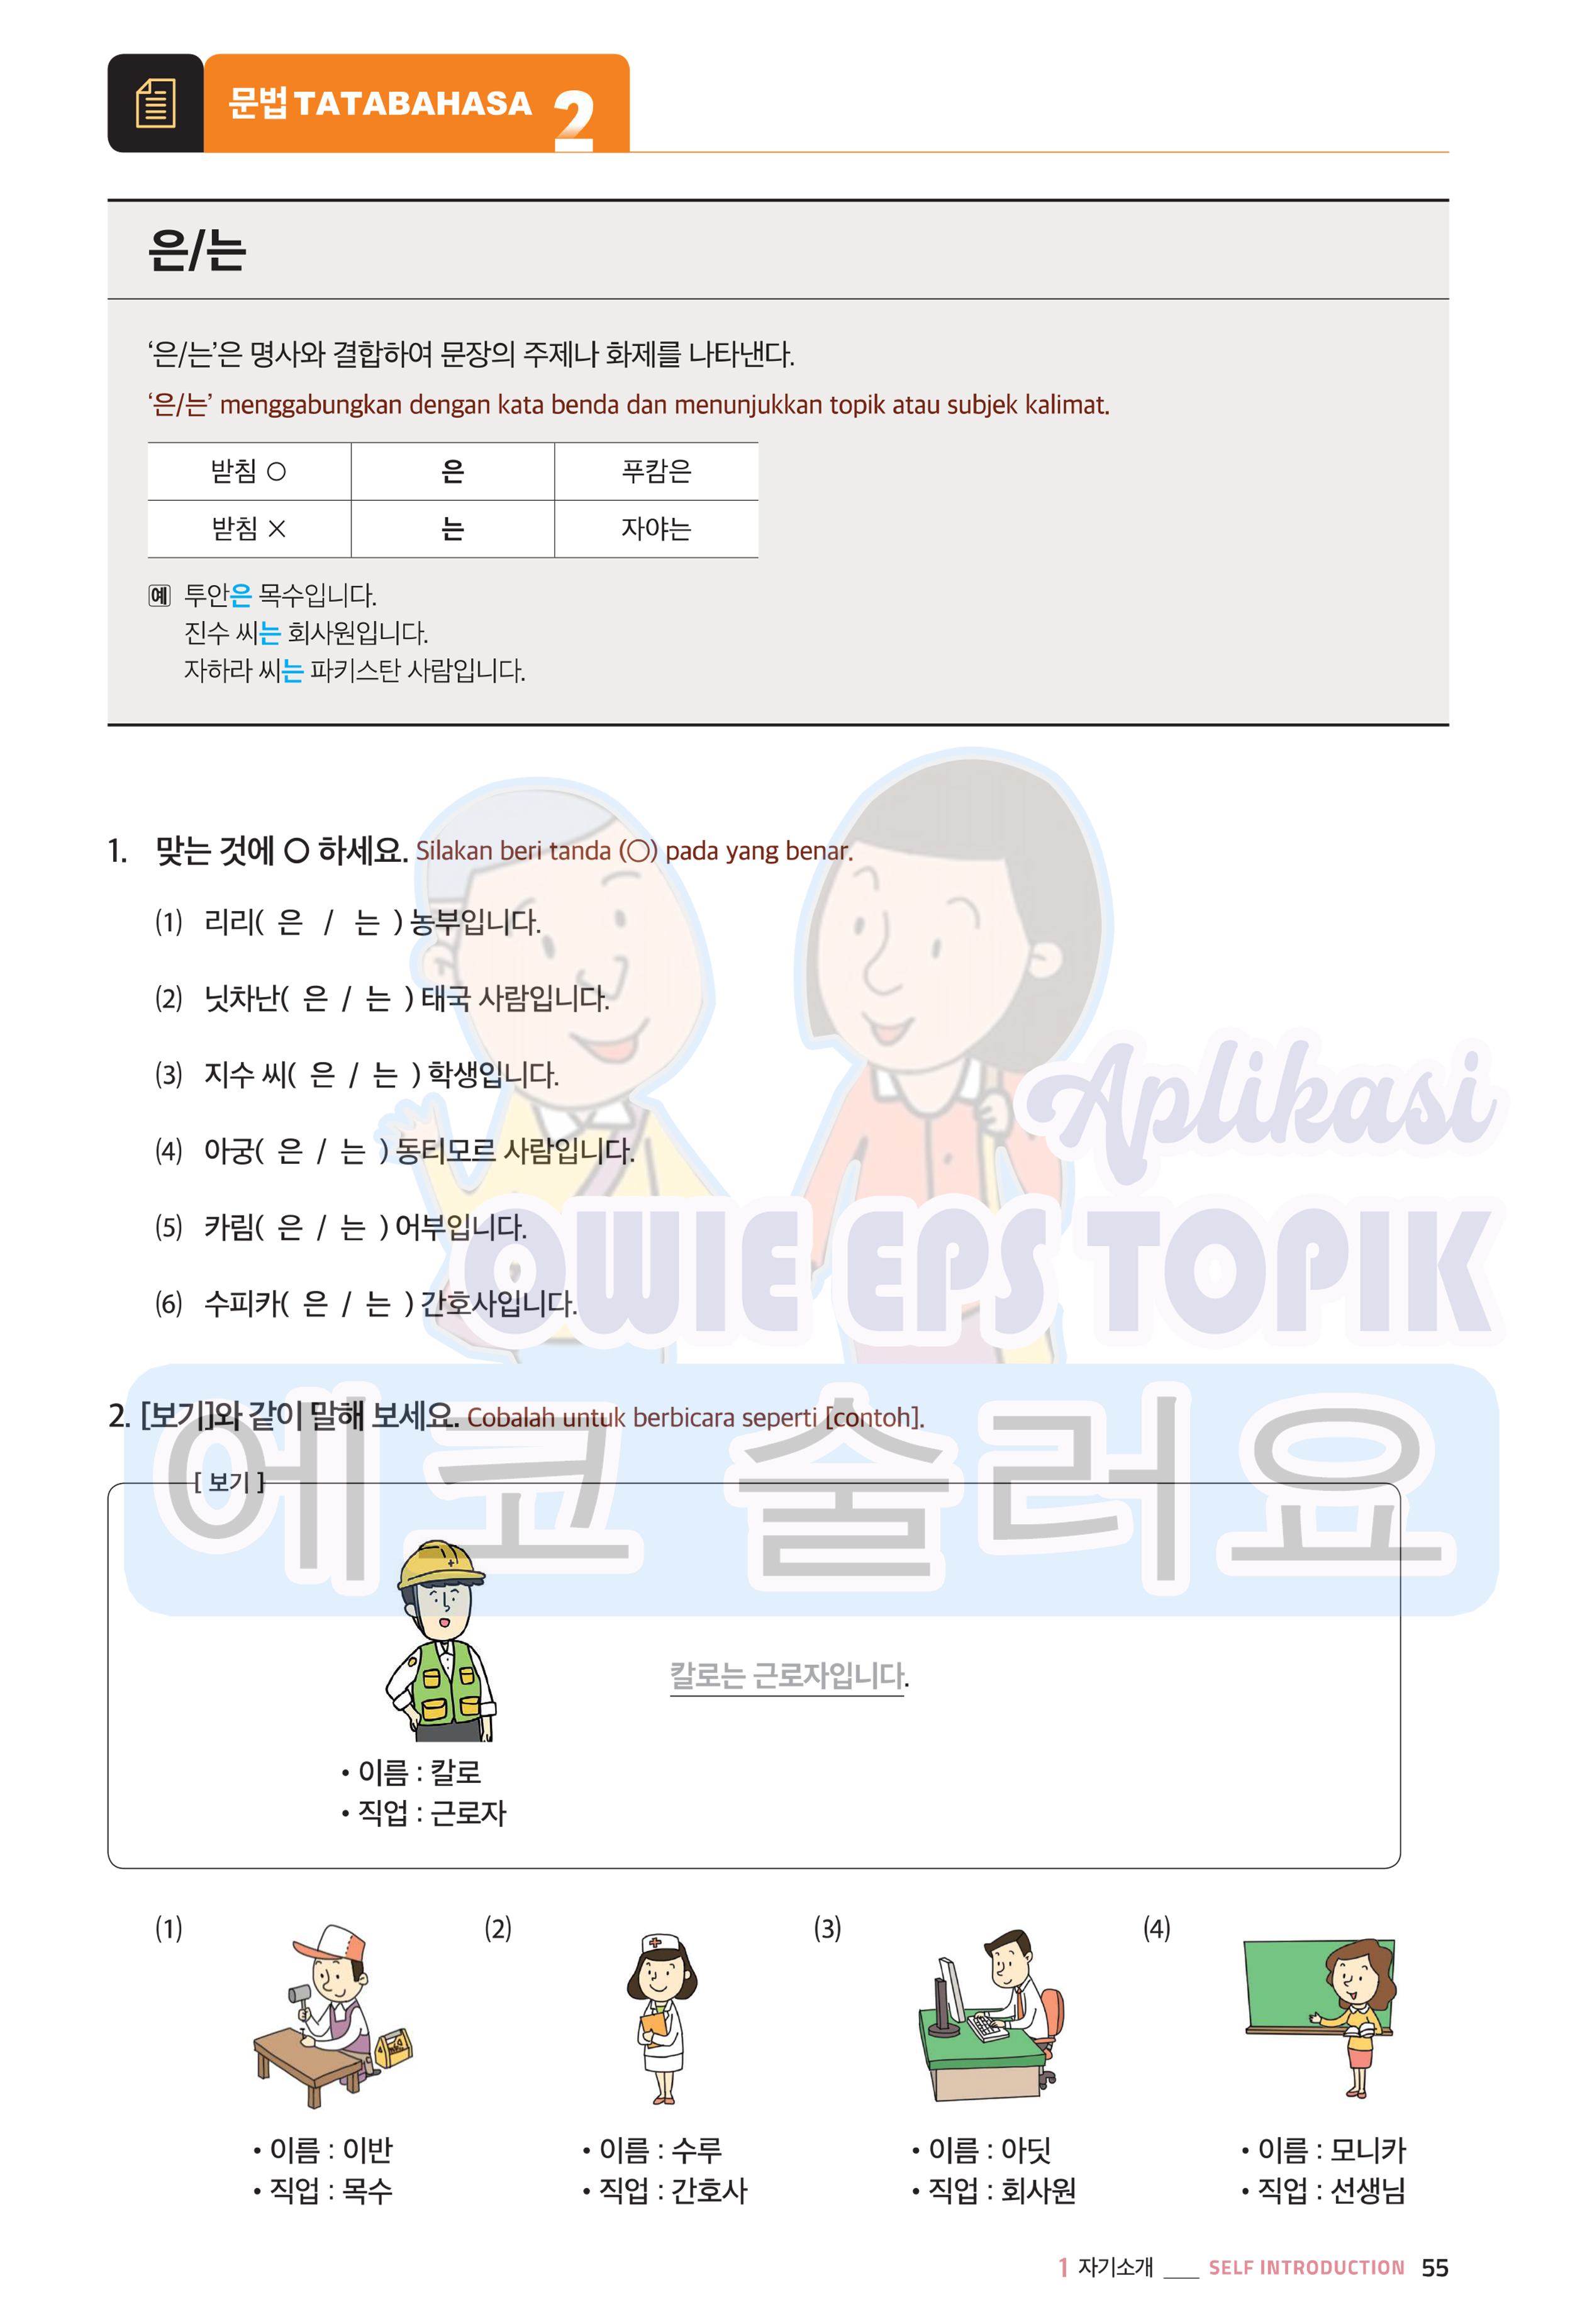 문법 TATABAHASA 2
은/는
‘은/는’은 명사와 결합하여 문장의 주제나 화제를 나타낸다.
‘은/는’ menggabungkan dengan kata benda dan menunjukkan topik atau subjek kalimat.
받침 ○ 은 푸캄은
받침 × 는 자야는
예 투안은 목수입니다.
진수 씨는 회사원입니다.
자하라 씨는 파키스탄 사람입니다.
1. 맞는 것에 ○ 하세요. Silakan beri tanda (○) pada yang benar.
(1) 리리( 은 / 는 ) 농부입니다.
(2) 닛차난( 은 / 는 ) 태국 사람입니다.
(3) 지수 씨( 은 / 는 ) 학생입니다.
(4) 아궁( 은 / 는 ) 동티모르 사람입니다.
(5) 카림( 은 / 는 ) 어부입니다.
(6) 수피카( 은 / 는 ) 간호사입니다.
Aplikasi
OWIE EPS TOPIK
에코 술러요
2. [보기]와 같이 말해 보세요. Cobalah untuk berbicara seperti [contoh].
[ 보기 ]
칼로는 근로자입니다.
• 이름 : 칼로
• 직업 : 근로자
(1) (2) (3) (4)
• 이름 : 이반 • 이름 : 수루 • 이름 : 아딧 • 이름 : 모니카
• 직업 : 목수 • 직업 : 간호사 • 직업 : 회사원 • 직업 : 선생님
1 자기소개 ___ SELF INTRODUCTION 55